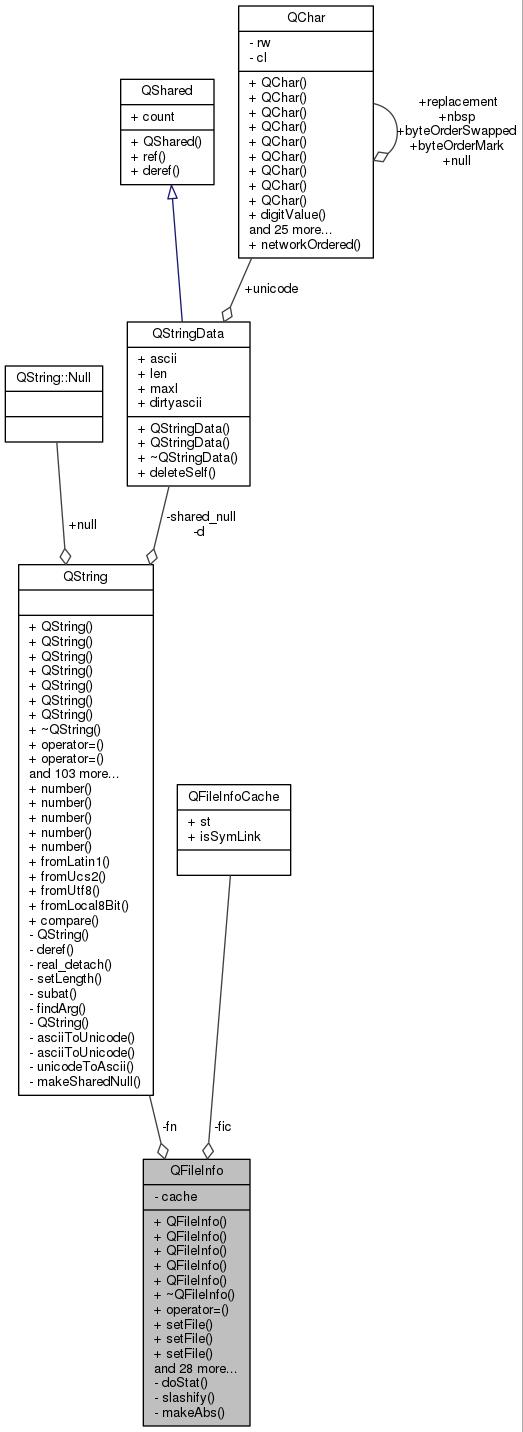 QChar
- rw
- cl
+ QChar()
+ QChar()
+ QChar()
+ QChar()
+ QChar()
+ QChar()
+ QChar()
+ QChar()
+ QChar()
+ digitValue()
and 25 more...
+ networkOrdered()
+replacement
+nbsp
+byteOrderSwapped
+byteOrderMark
+null
QShared
+ count
+ QShared()
+ ref()
+ deref()
+unicode
QStringData
+ ascii
+ len
+ maxl
+ dirtyascii
+ QStringData()
+ QStringData()
+ ~QStringData()
+ deleteSelf()
QString::Null
+null
-shared_null
-d
QString
+ QString()
+ QString()
+ QString()
+ QString()
+ QString()
+ QString()
+ QString()
+ ~QString()
+ operator=()
+ operator=()
and 103 more...
+ number()
+ number()
+ number()
+ number()
+ number()
+ fromLatin1()
+ fromUcs2()
+ fromUtf8()
+ fromLocal8Bit()
+ compare()
- QString()
- deref()
- real_detach()
- setLength()
- subat()
- findArg()
- QString()
- asciiToUnicode()
- asciiToUnicode()
- unicodeToAscii()
- makeSharedNull()
QFileInfoCache
+ st
+ isSymLink
-fn
-fic
QFileInfo
- cache
+ QFileInfo()
+ QFileInfo()
+ QFileInfo()
+ QFileInfo()
+ QFileInfo()
+ ~QFileInfo()
+ operator=()
+ setFile()
+ setFile()
+ setFile()
and 28 more...
- doStat()
- slashify()
- makeAbs()